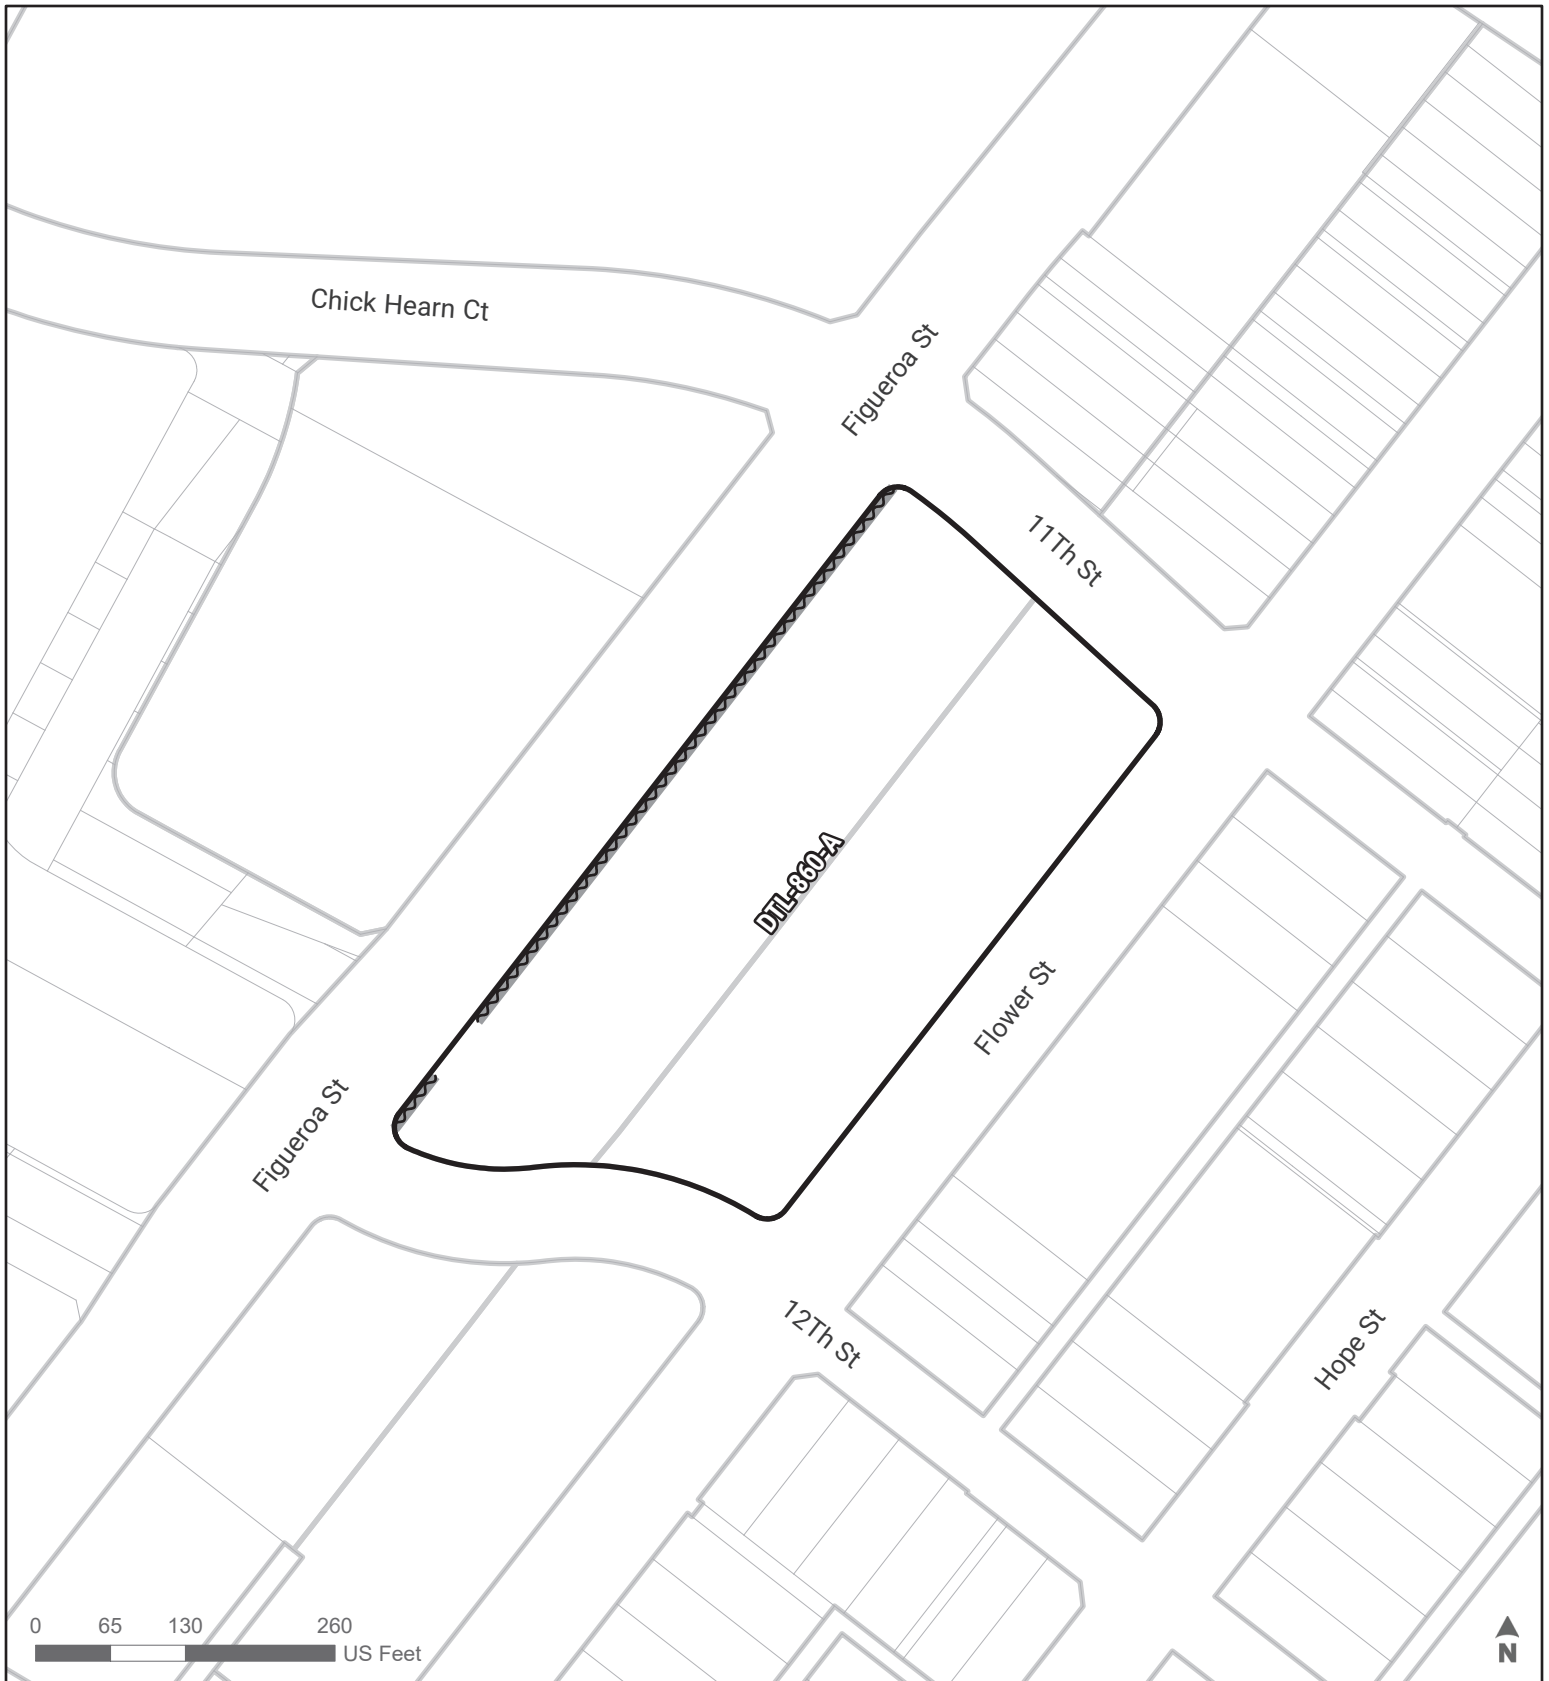 Chick Hearn Ct
Figueroa St
11Th St
DTL-860-A
Flower St
Figueroa St
12Th St
Hope St
0 65 130 260
US Feet
N